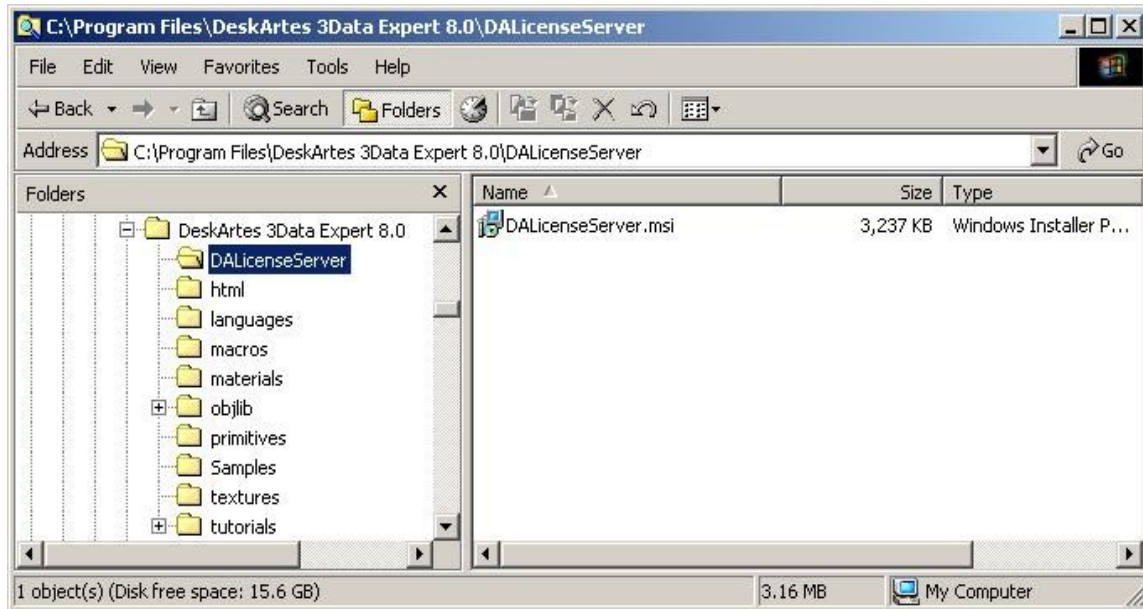 C:\Program Files\DeskArtes 3Data Expert 8.0\DALicenseServer
File Edit View Favorites Tools Help
Back Search Folders
Address C:\Program Files\DeskArtes 3Data Expert 8.0\DALicenseServer Go
Folders
DeskArtes 3Data Expert 8.0
DALicenseServer
html
languages
macros
materials
objlib
primitives
Samples
textures
tutorials
Name Size Type
DALicenseServer.msi 3,237 KB Windows Installer P...
1 object(s) (Disk free space: 15.6 GB) 3.16 MB My Computer